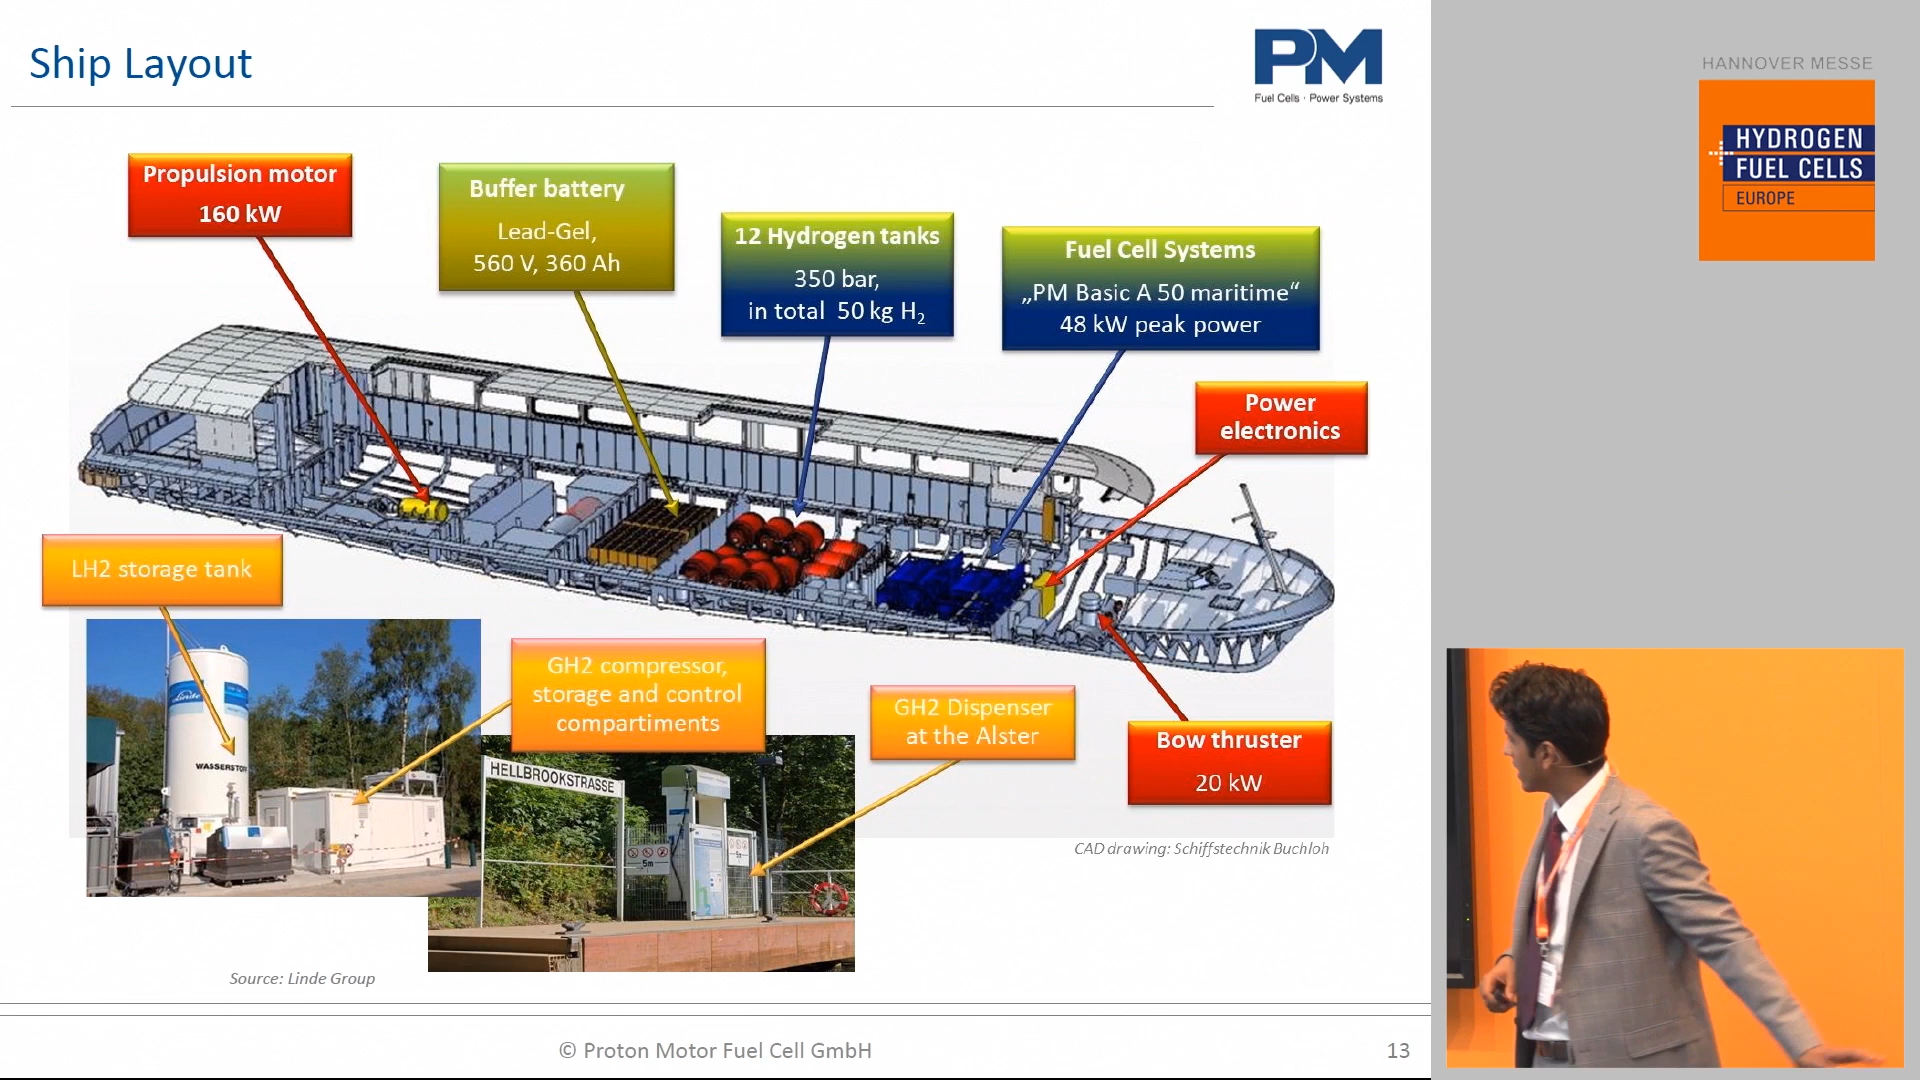 Ship Layout
PM
Fuel Cells · Power Systems
HANNOVER MESSE
HYDROGEN
FUEL CELLS
EUROPE
Propulsion motor
160 kW
Buffer battery
Lead-Gel,
560 V, 360 Ah
12 Hydrogen tanks
350 bar,
in total 50 kg H₂
Fuel Cell Systems
„PM Basic A 50 maritime“
48 kW peak power
Power
electronics
LH2 storage tank
GH2 compressor,
storage and control
compartiments
GH2 Dispenser
at the Alster
Bow thruster
20 kW
Linde
WASSERSTOFF
HELLBROOKSTRASSE
5m
5m
CAD drawing: Schiffstechnik Buchloh
Source: Linde Group
© Proton Motor Fuel Cell GmbH
13